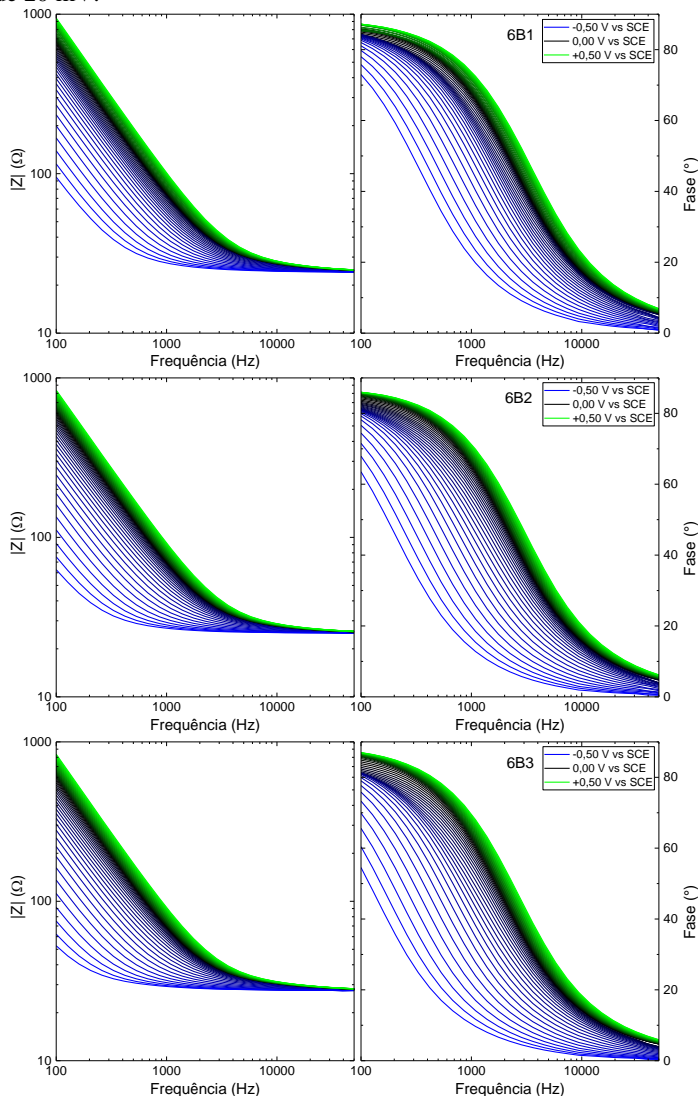 de 20 mV.
1000
100
10
|Z| (Ω)
100 1000 10000
Frequência (Hz)
6B1
-0,50 V vs SCE
0,00 V vs SCE
+0,50 V vs SCE
80
60
40
20
0
Fase (°)
100 1000 10000
Frequência (Hz)
1000
100
10
|Z| (Ω)
100 1000 10000
Frequência (Hz)
6B2
-0,50 V vs SCE
0,00 V vs SCE
+0,50 V vs SCE
80
60
40
20
0
Fase (°)
100 1000 10000
Frequência (Hz)
1000
100
10
|Z| (Ω)
100 1000 10000
Frequência (Hz)
6B3
-0,50 V vs SCE
0,00 V vs SCE
+0,50 V vs SCE
80
60
40
20
0
Fase (°)
100 1000 10000
Frequência (Hz)